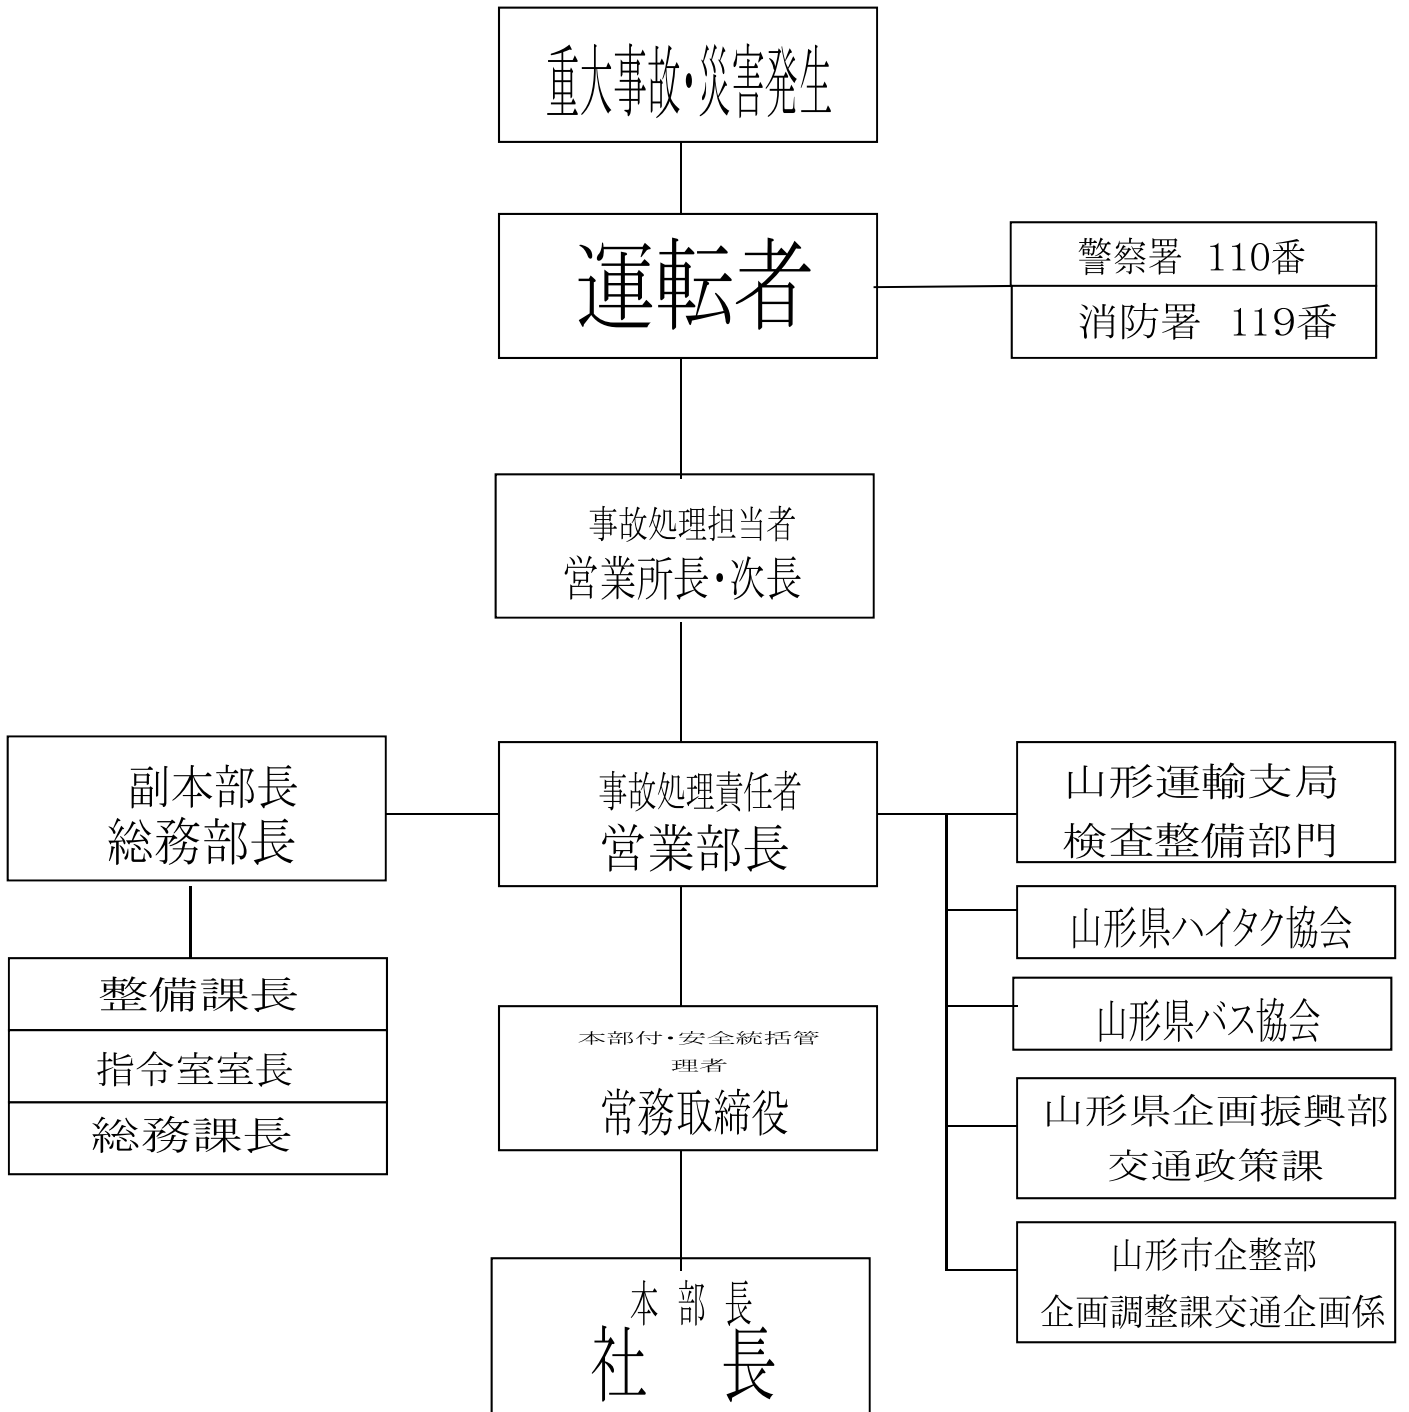 重大事故・災害発生
運転者
警察署 110番
消防署 119番
事故処理担当者
営業所長・次長
副本部長
総務部長
事故処理責任者
営業部長
山形運輸支局
検査整備部門
山形県ハイタク協会
整備課長
指令室室長
総務課長
本部付・安全統括管
理者
常務取締役
山形県バス協会
山形県企画振興部
交通政策課
山形市企整部
企画調整課交通企画係
本 部 長
社 長